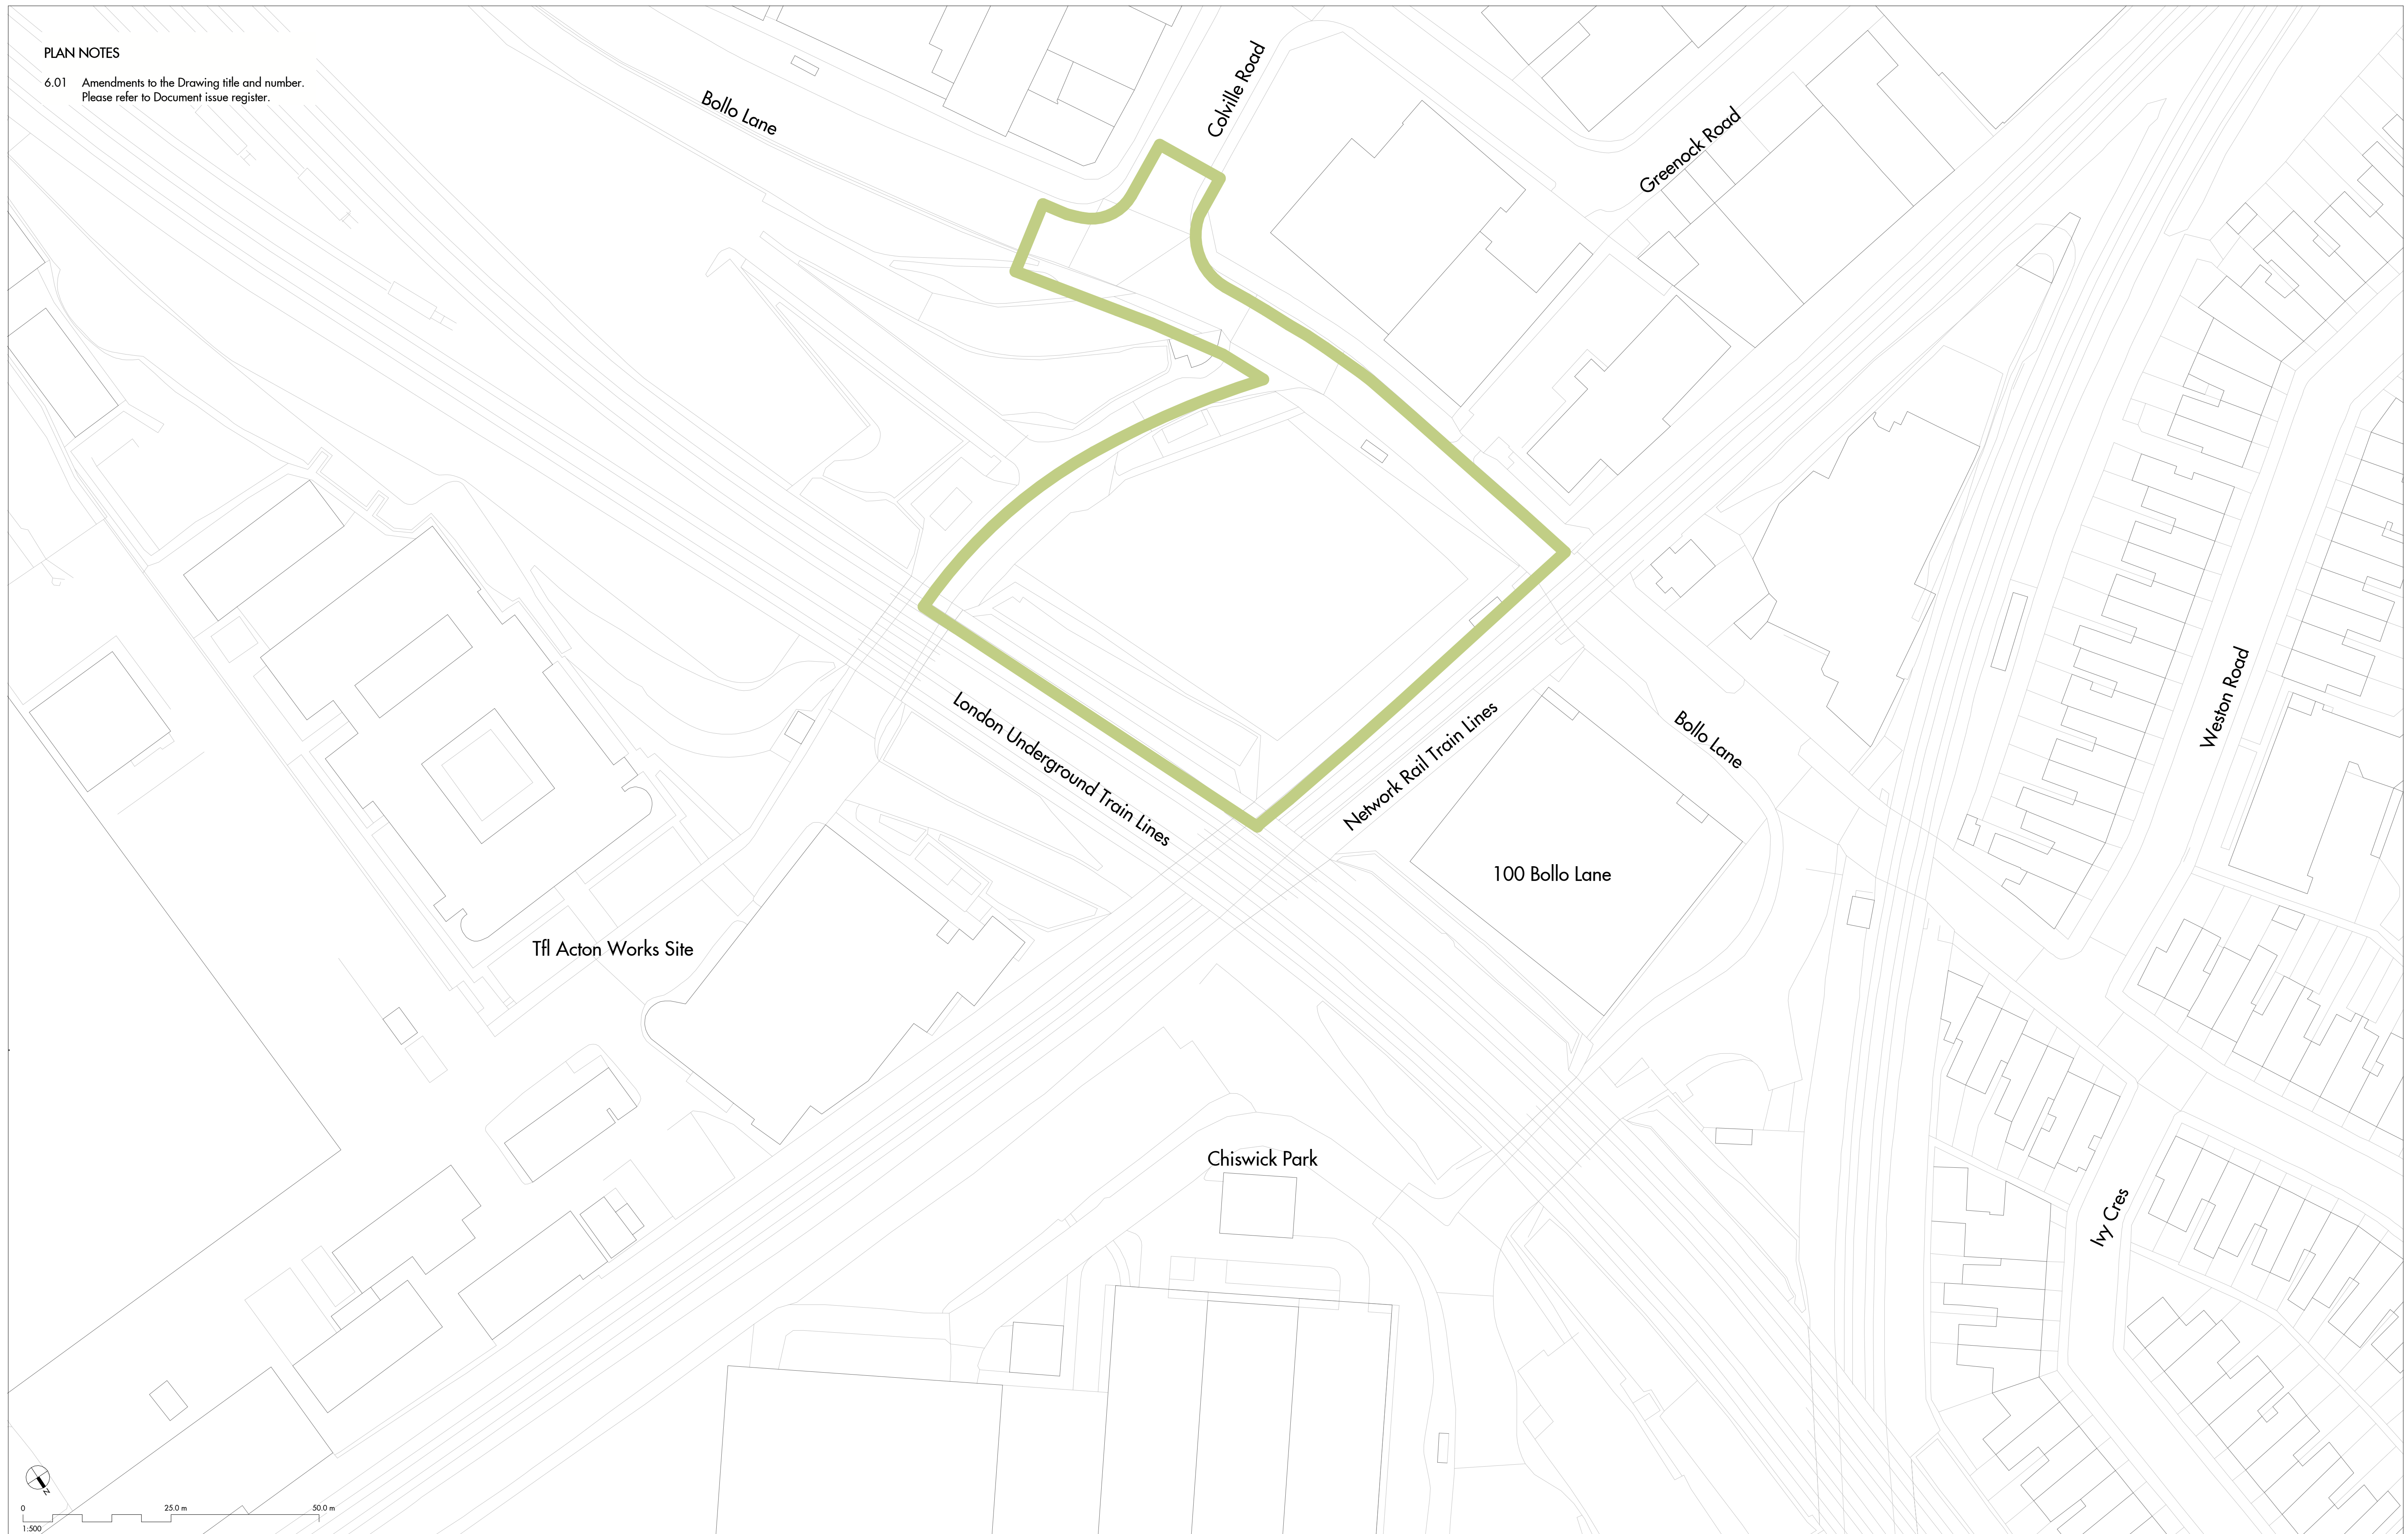 PLAN NOTES
6.01 Amendments to the Drawing title and number.
Please refer to Document issue register.
Bollo Lane
Colville Road
Greenock Road
London Underground Train Lines
Network Rail Train Lines
Bollo Lane
Weston Road
100 Bollo Lane
Tfl Acton Works Site
Chiswick Park
Ivy Cres
N
0 25.0 m 50.0 m
1:500